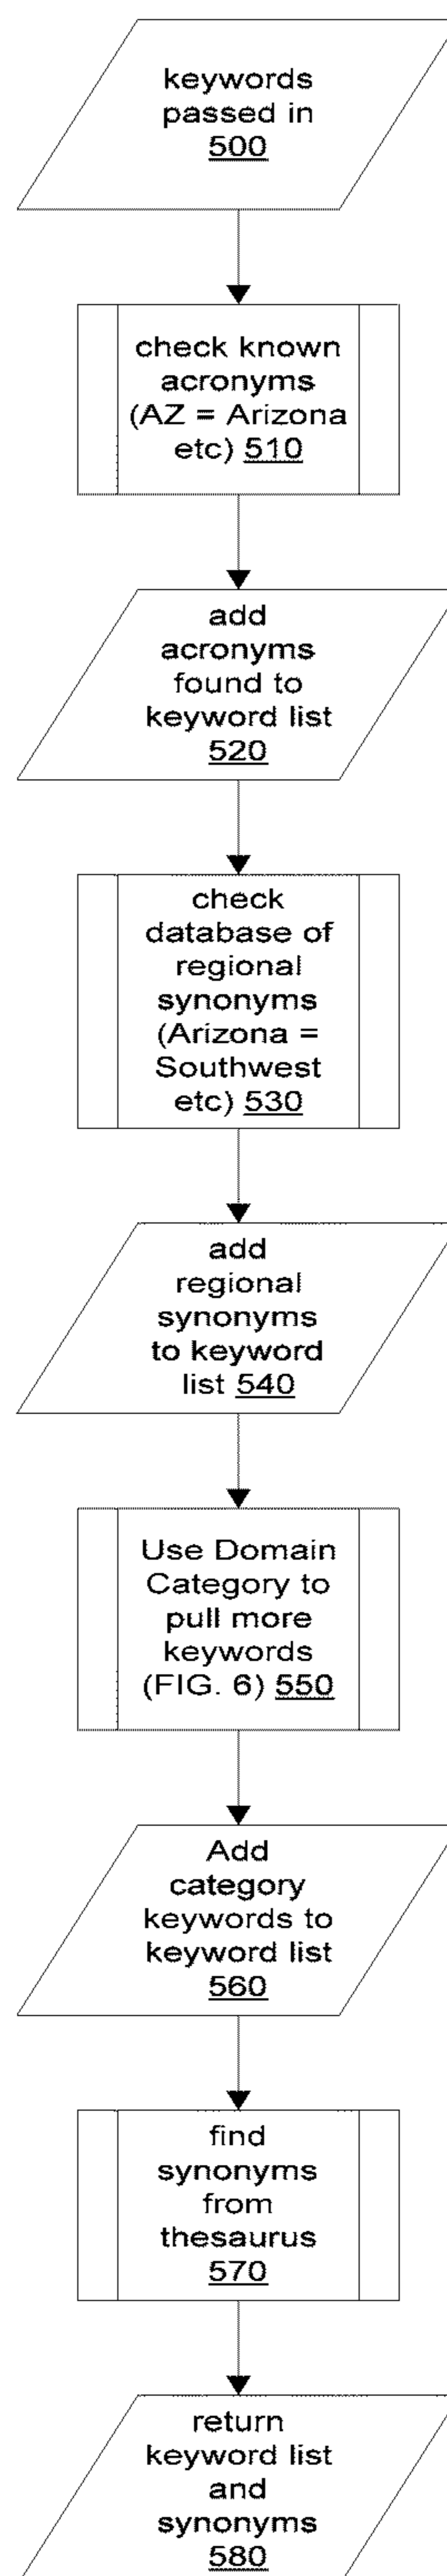 keywords
passed in
500
check known
acronyms
(AZ = Arizona
etc) 510
add
acronyms
found to
keyword list
520
check
database of
regional
synonyms
(Arizona =
Southwest
etc) 530
add
regional
synonyms
to keyword
list 540
Use Domain
Category to
pull more
keywords
(FIG. 6) 550
Add
category
keywords to
keyword list
560
find
synonyms
from
thesaurus
570
return
keyword list
and
synonyms
580